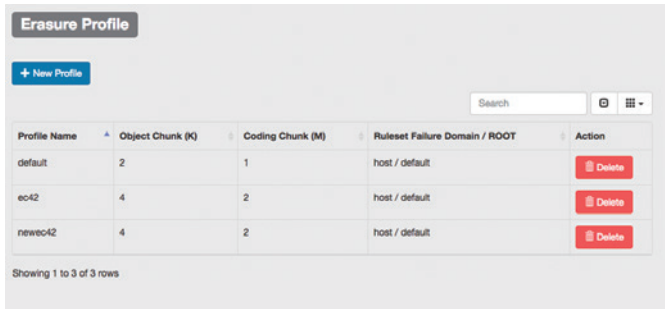 Erasure Profile
+ New Profile
Search
Profile Name Object Chunk (K) Coding Chunk (M) Ruleset Failure Domain / ROOT Action
default 2 1 host / default Delete
ec42 4 2 host / default Delete
newec42 4 2 host / default Delete
Showing 1 to 3 of 3 rows